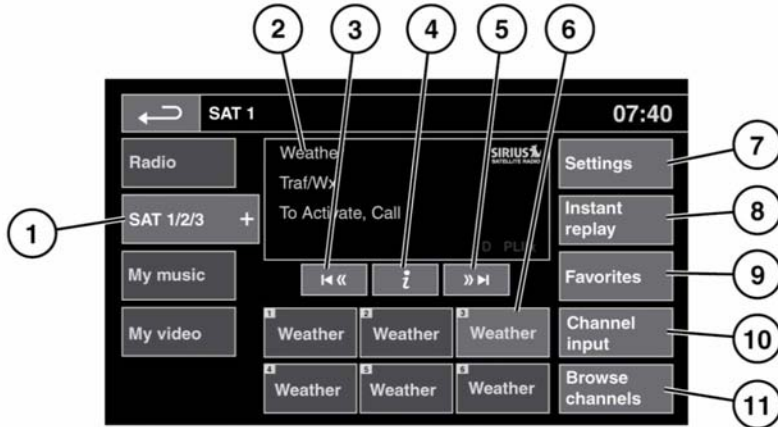 2 3 4 5 6
SAT 1 07:40
Radio
SAT 1/2/3 +
My music
My video
Weathe
SIRIUS
SATELLITE RADIO
Traf/Wx
To Activate, Call
i
1 Weather 2 Weather 3 Weather
4 Weather 5 Weather 6 Weather
Settings
Instant
replay
Favorites
Channel
input
Browse
channels
1
7
8
9
10
11